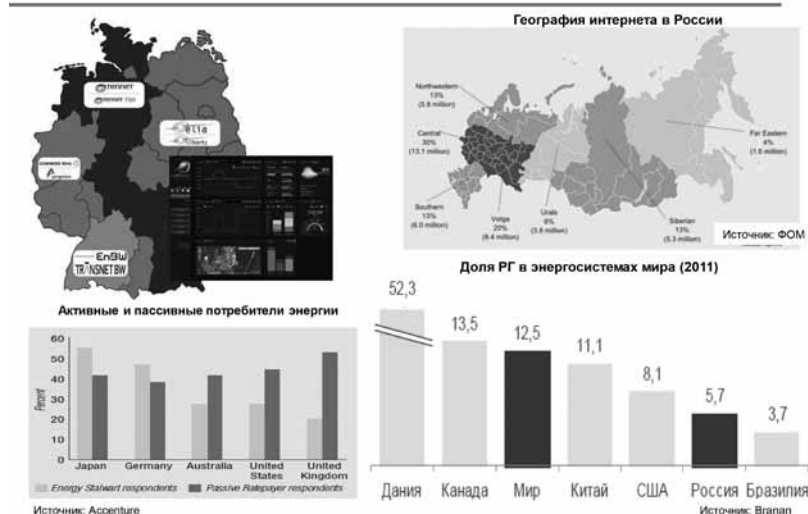 География интернета в России
Tennet
Tennet TSO
Elia
50hertz
Amprion
EnBW
TRANSNET BW
Northwestern
13%
(5.8 million)
Central
30%
(13.1 million)
Southern
13%
(6.0 million)
Volga
20%
(8.4 million)
Urals
8%
(3.8 million)
Siberian
13%
(5.3 million)
Far Eastern
4%
(1.6 million)
Источник: ФОМ
Активные и пассивные потребители энергии
Percent
60
50
40
30
20
10
0
Japan
Germany
Australia
United
States
United
Kingdom
Energy Stalwart respondents
Passive Ratepayer respondents
Источник: Accenture
Доля РГ в энергосистемах мира (2011)
52,3
13,5
12,5
11,1
8,1
5,7
3,7
Дания
Канада
Мир
Китай
США
Россия
Бразилия
Источник: Branan